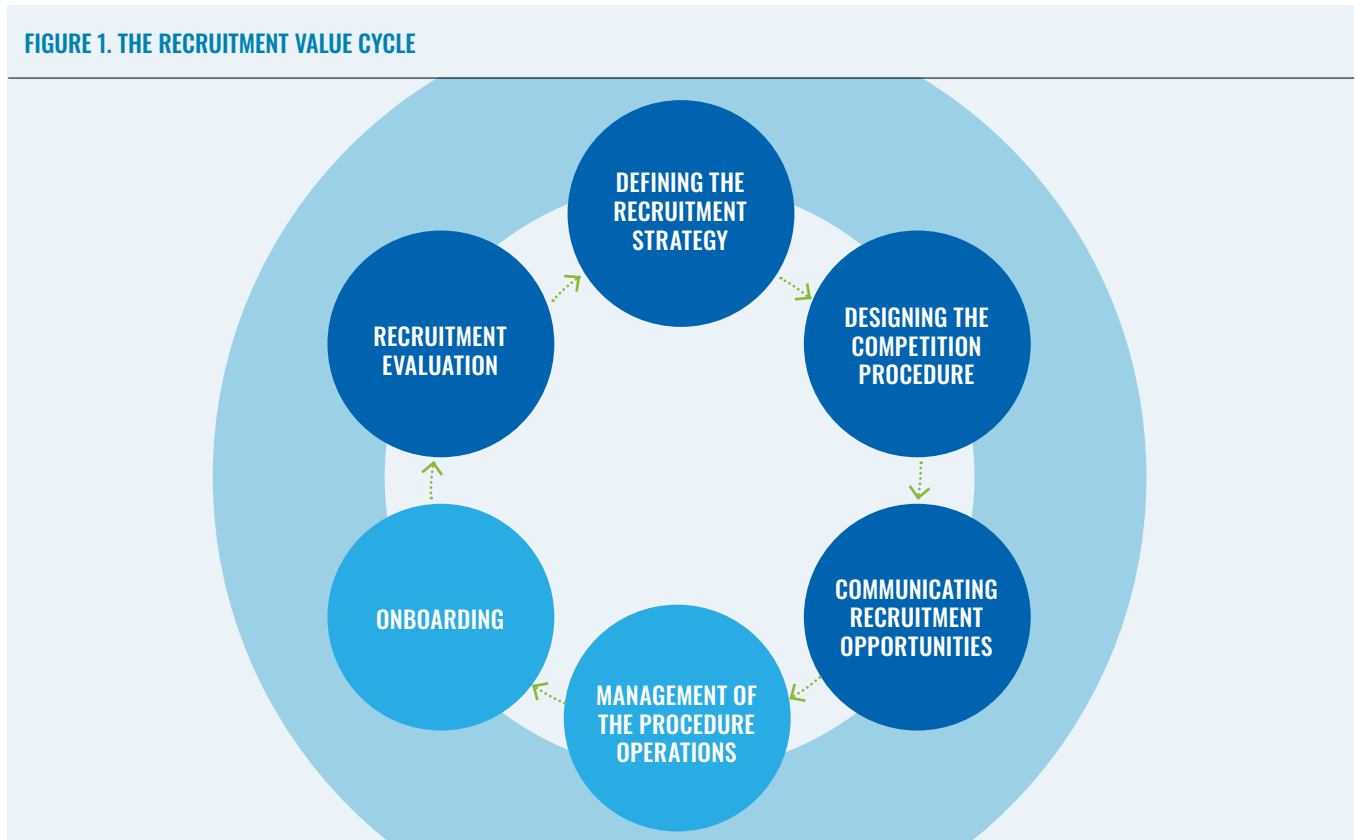 FIGURE 1. THE RECRUITMENT VALUE CYCLE
DEFINING THE
RECRUITMENT
STRATEGY
DESIGNING THE
COMPETITION
PROCEDURE
COMMUNICATING
RECRUITMENT
OPPORTUNITIES
MANAGEMENT OF
THE PROCEDURE
OPERATIONS
ONBOARDING
RECRUITMENT
EVALUATION